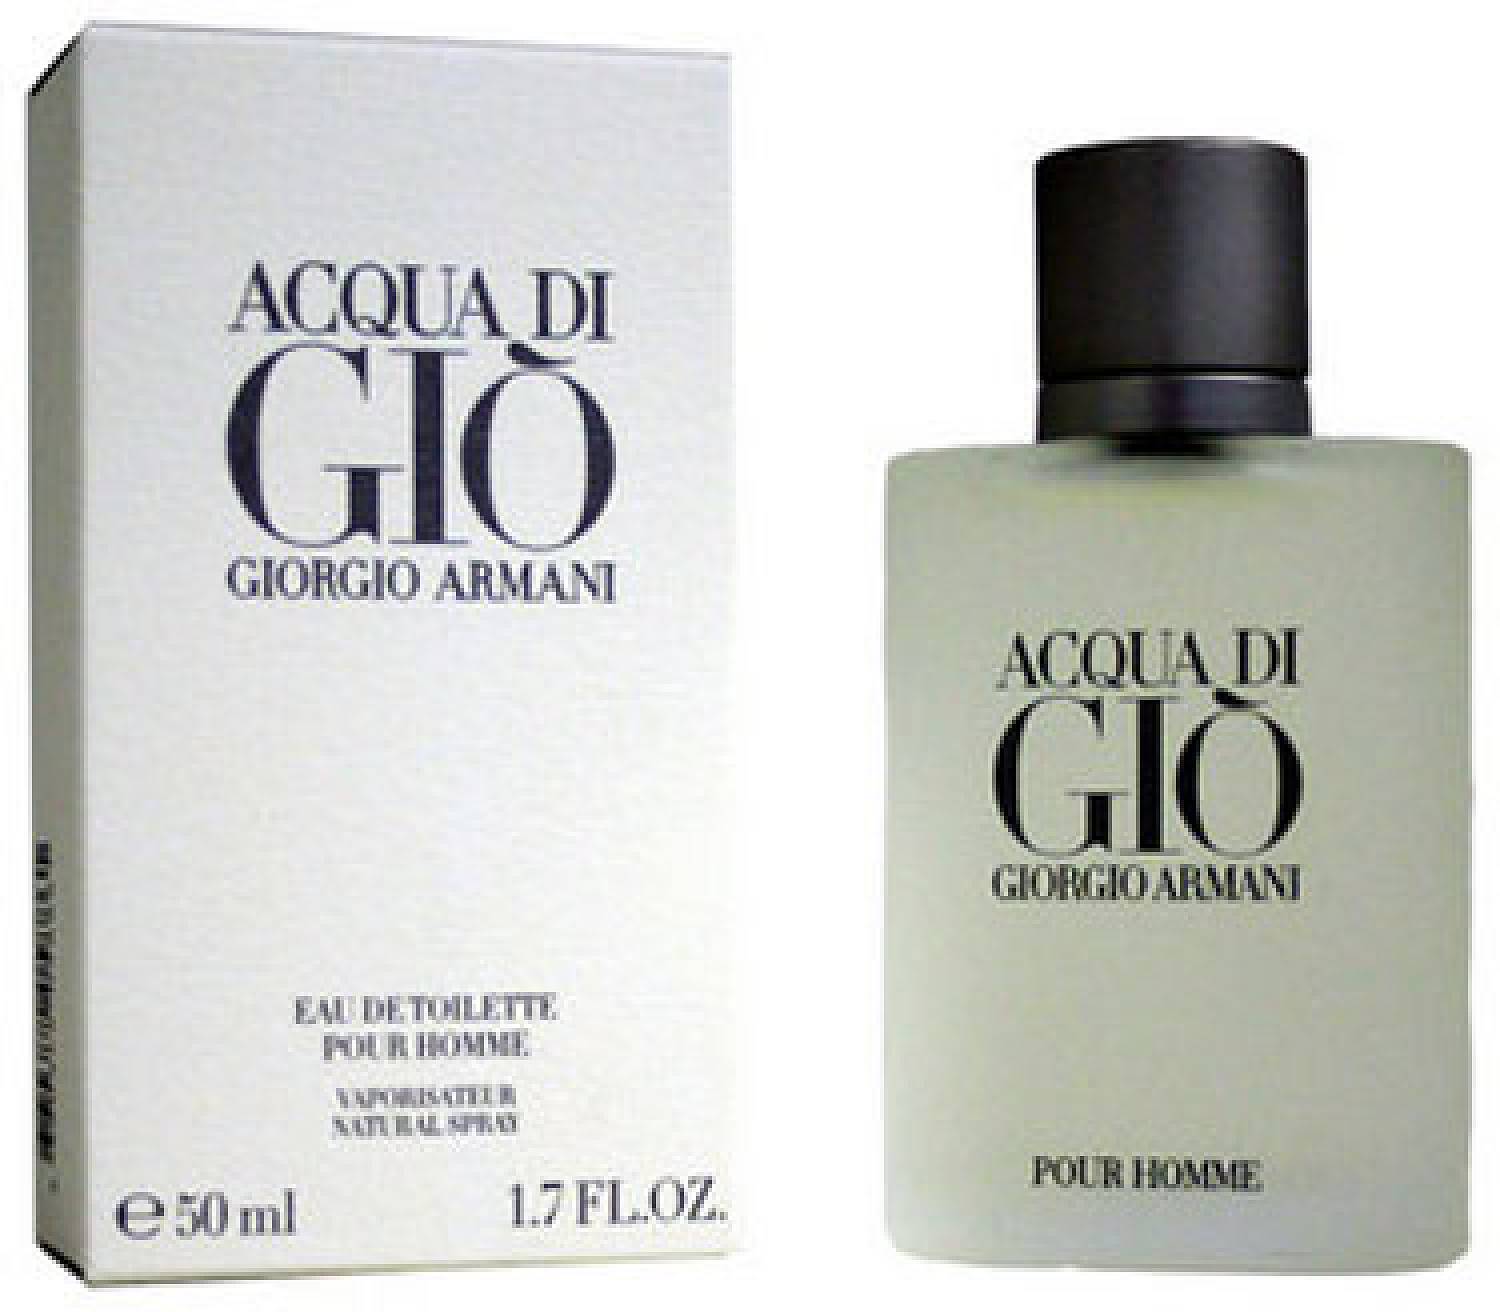 ACQUA DI
GIÒ
GIORGIO ARMANI
EAU DE TOILETTE
POUR HOMME
VAPORISATEUR
NATURAL SPRAY
℮ 50 ml
1.7 FL.OZ.
ACQUA DI
GIÒ
GIORGIO ARMANI
POUR HOMME